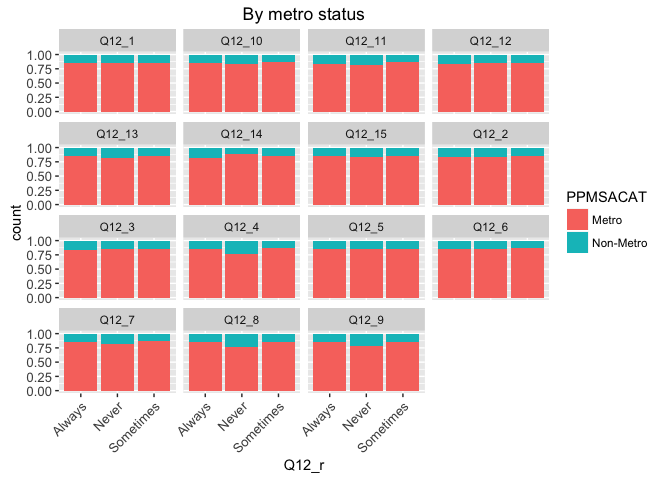 By metro status
Q12_1 Q12_10 Q12_11 Q12_12
1.00
0.75
0.50
0.25
0.00
Q12_13 Q12_14 Q12_15 Q12_2
1.00
0.75
0.50
0.25
0.00
Q12_3 Q12_4 Q12_5 Q12_6
1.00
0.75
0.50
0.25
0.00
Q12_7 Q12_8 Q12_9
1.00
0.75
0.50
0.25
0.00
count
Always Never Sometimes Always Never Sometimes Always Never Sometimes
Q12_r
PPMSACAT
Metro
Non-Metro